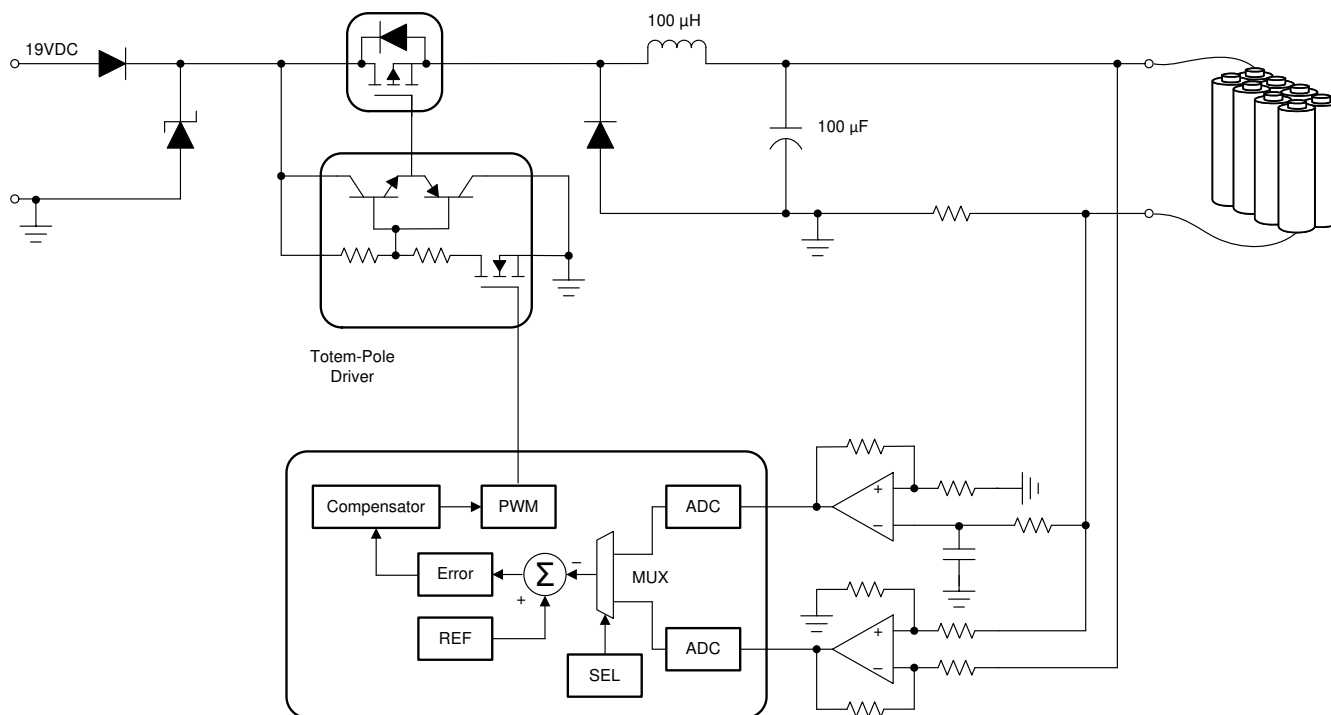 19VDC
100 µH
100 µF
Totem-Pole
Driver
Compensator
PWM
ADC
+
−
Error
Σ
−
+
MUX
REF
SEL
ADC
+
−